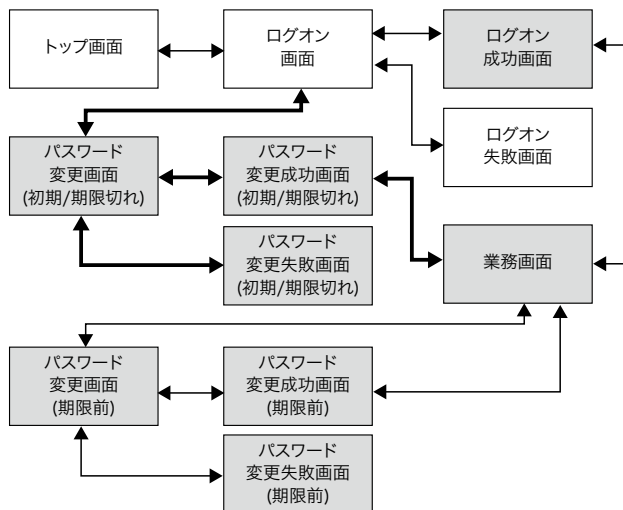 トップ画面
ログオン
画面
ログオン
成功画面
ログオン
失敗画面
パスワード
変更画面
(初期/期限切れ)
パスワード
変更成功画面
(初期/期限切れ)
パスワード
変更失敗画面
(初期/期限切れ)
業務画面
パスワード
変更画面
(期限前)
パスワード
変更成功画面
(期限前)
パスワード
変更失敗画面
(期限前)